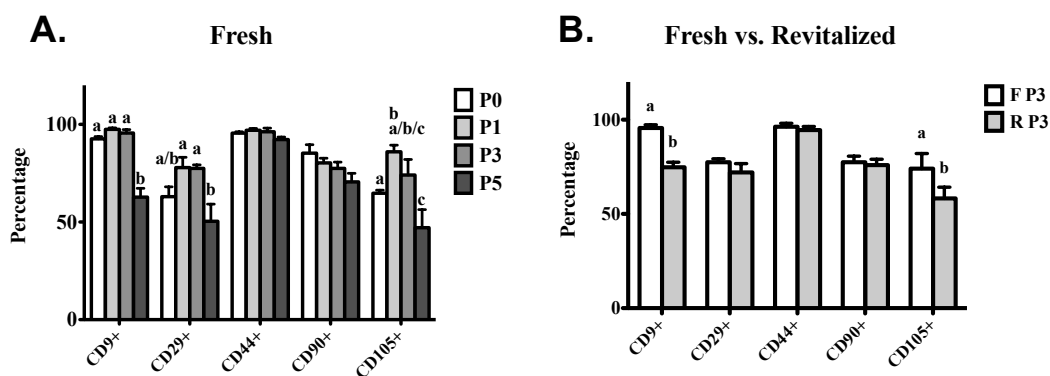 A.
Fresh
Percentage
100
50
0
a a a
b
a/b
a a
b
b
a/b/c
a
c
CD9+
CD29+
CD44+
CD90+
CD105+
P0
P1
P3
P5
B.
Fresh vs. Revitalized
Percentage
100
50
0
a
b
a
b
CD9+
CD29+
CD44+
CD90+
CD105+
F P3
R P3